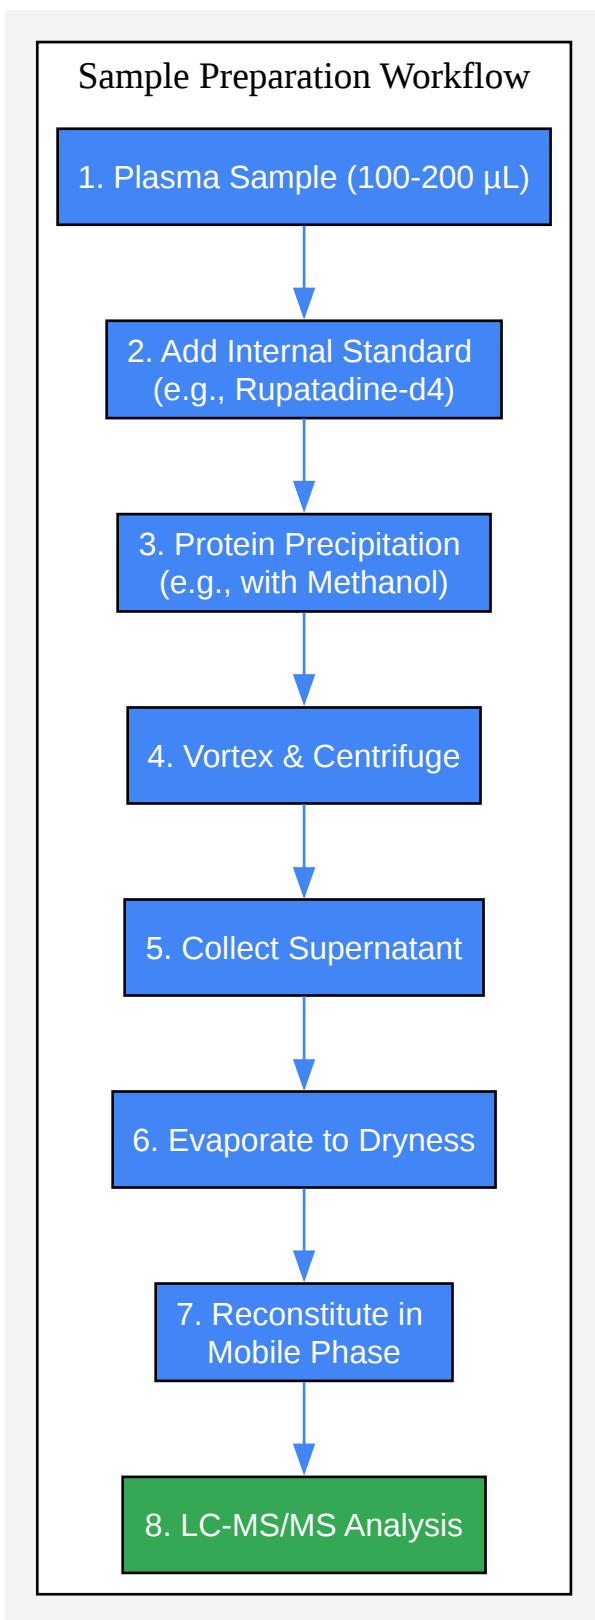 Sample Preparation Workflow
1. Plasma Sample (100-200 µL)
2. Add Internal Standard
(e.g., Rupatadine-d4)
3. Protein Precipitation
(e.g., with Methanol)
4. Vortex & Centrifuge
5. Collect Supernatant
6. Evaporate to Dryness
7. Reconstitute in
Mobile Phase
8. LC-MS/MS Analysis